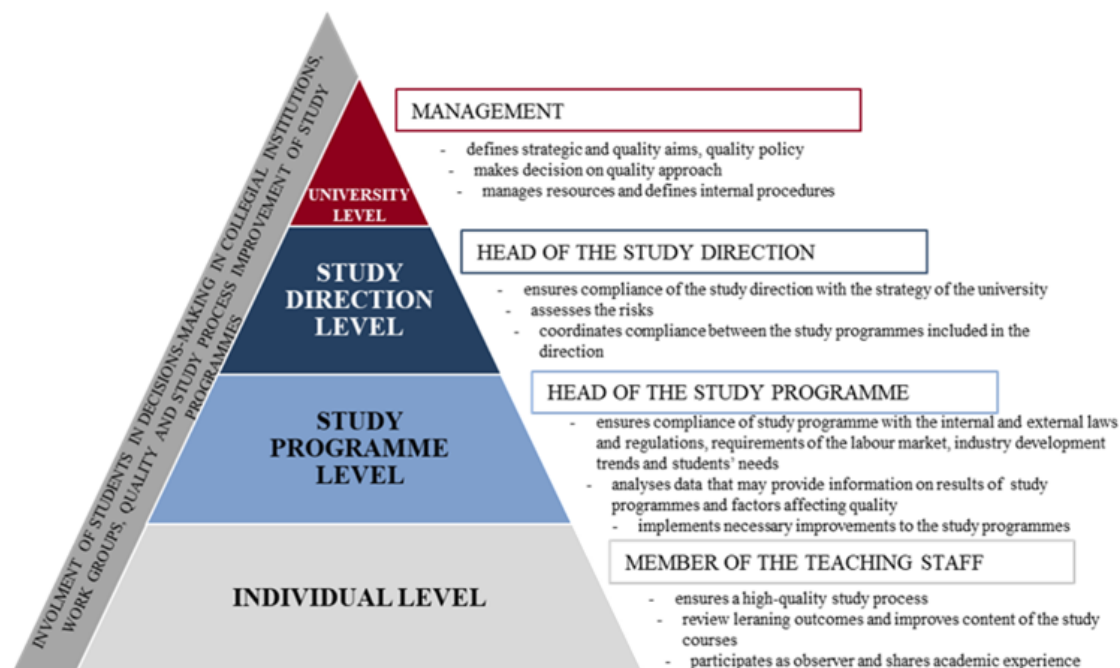 INVOLMENT OF STUDENTS IN DECISIONS-MAKING IN COLLEGIAL INSTITUTIONS,
WORK GROUPS, QUALITY AND STUDY PROCESS IMPROVEMENT OF STUDY
PROGRAMMES
UNIVERSITY
LEVEL
MANAGEMENT
- defines strategic and quality aims, quality policy
- makes decision on quality approach
- manages resources and defines internal procedures
STUDY
DIRECTION
LEVEL
HEAD OF THE STUDY DIRECTION
- ensures compliance of the study direction with the strategy of the university
- assesses the risks
- coordinates compliance between the study programmes included in the
direction
STUDY
PROGRAMME
LEVEL
HEAD OF THE STUDY PROGRAMME
- ensures compliance of study programme with the internal and external laws
and regulations, requirements of the labour market, industry development
trends and students' needs
- analyses data that may provide information on results of study
programmes and factors affecting quality
- implements necessary improvements to the study programmes
INDIVIDUAL LEVEL
MEMBER OF THE TEACHING STAFF
- ensures a high-quality study process
- review leraning outcomes and improves content of the study
courses
- participates as observer and shares academic experience